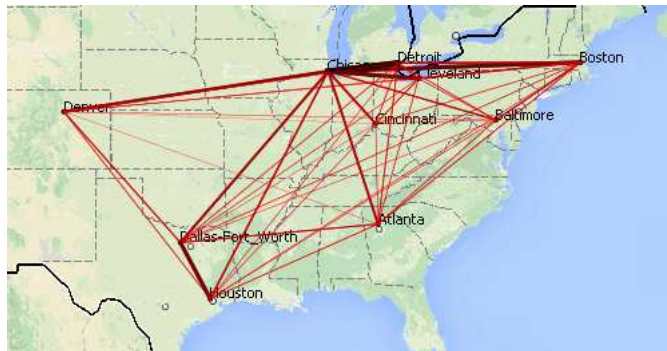 Detroit
Boston
Chicago
Cleveland
Denver
Cincinnati
Baltimore
Atlanta
Dallas-Fort_Worth
Houston